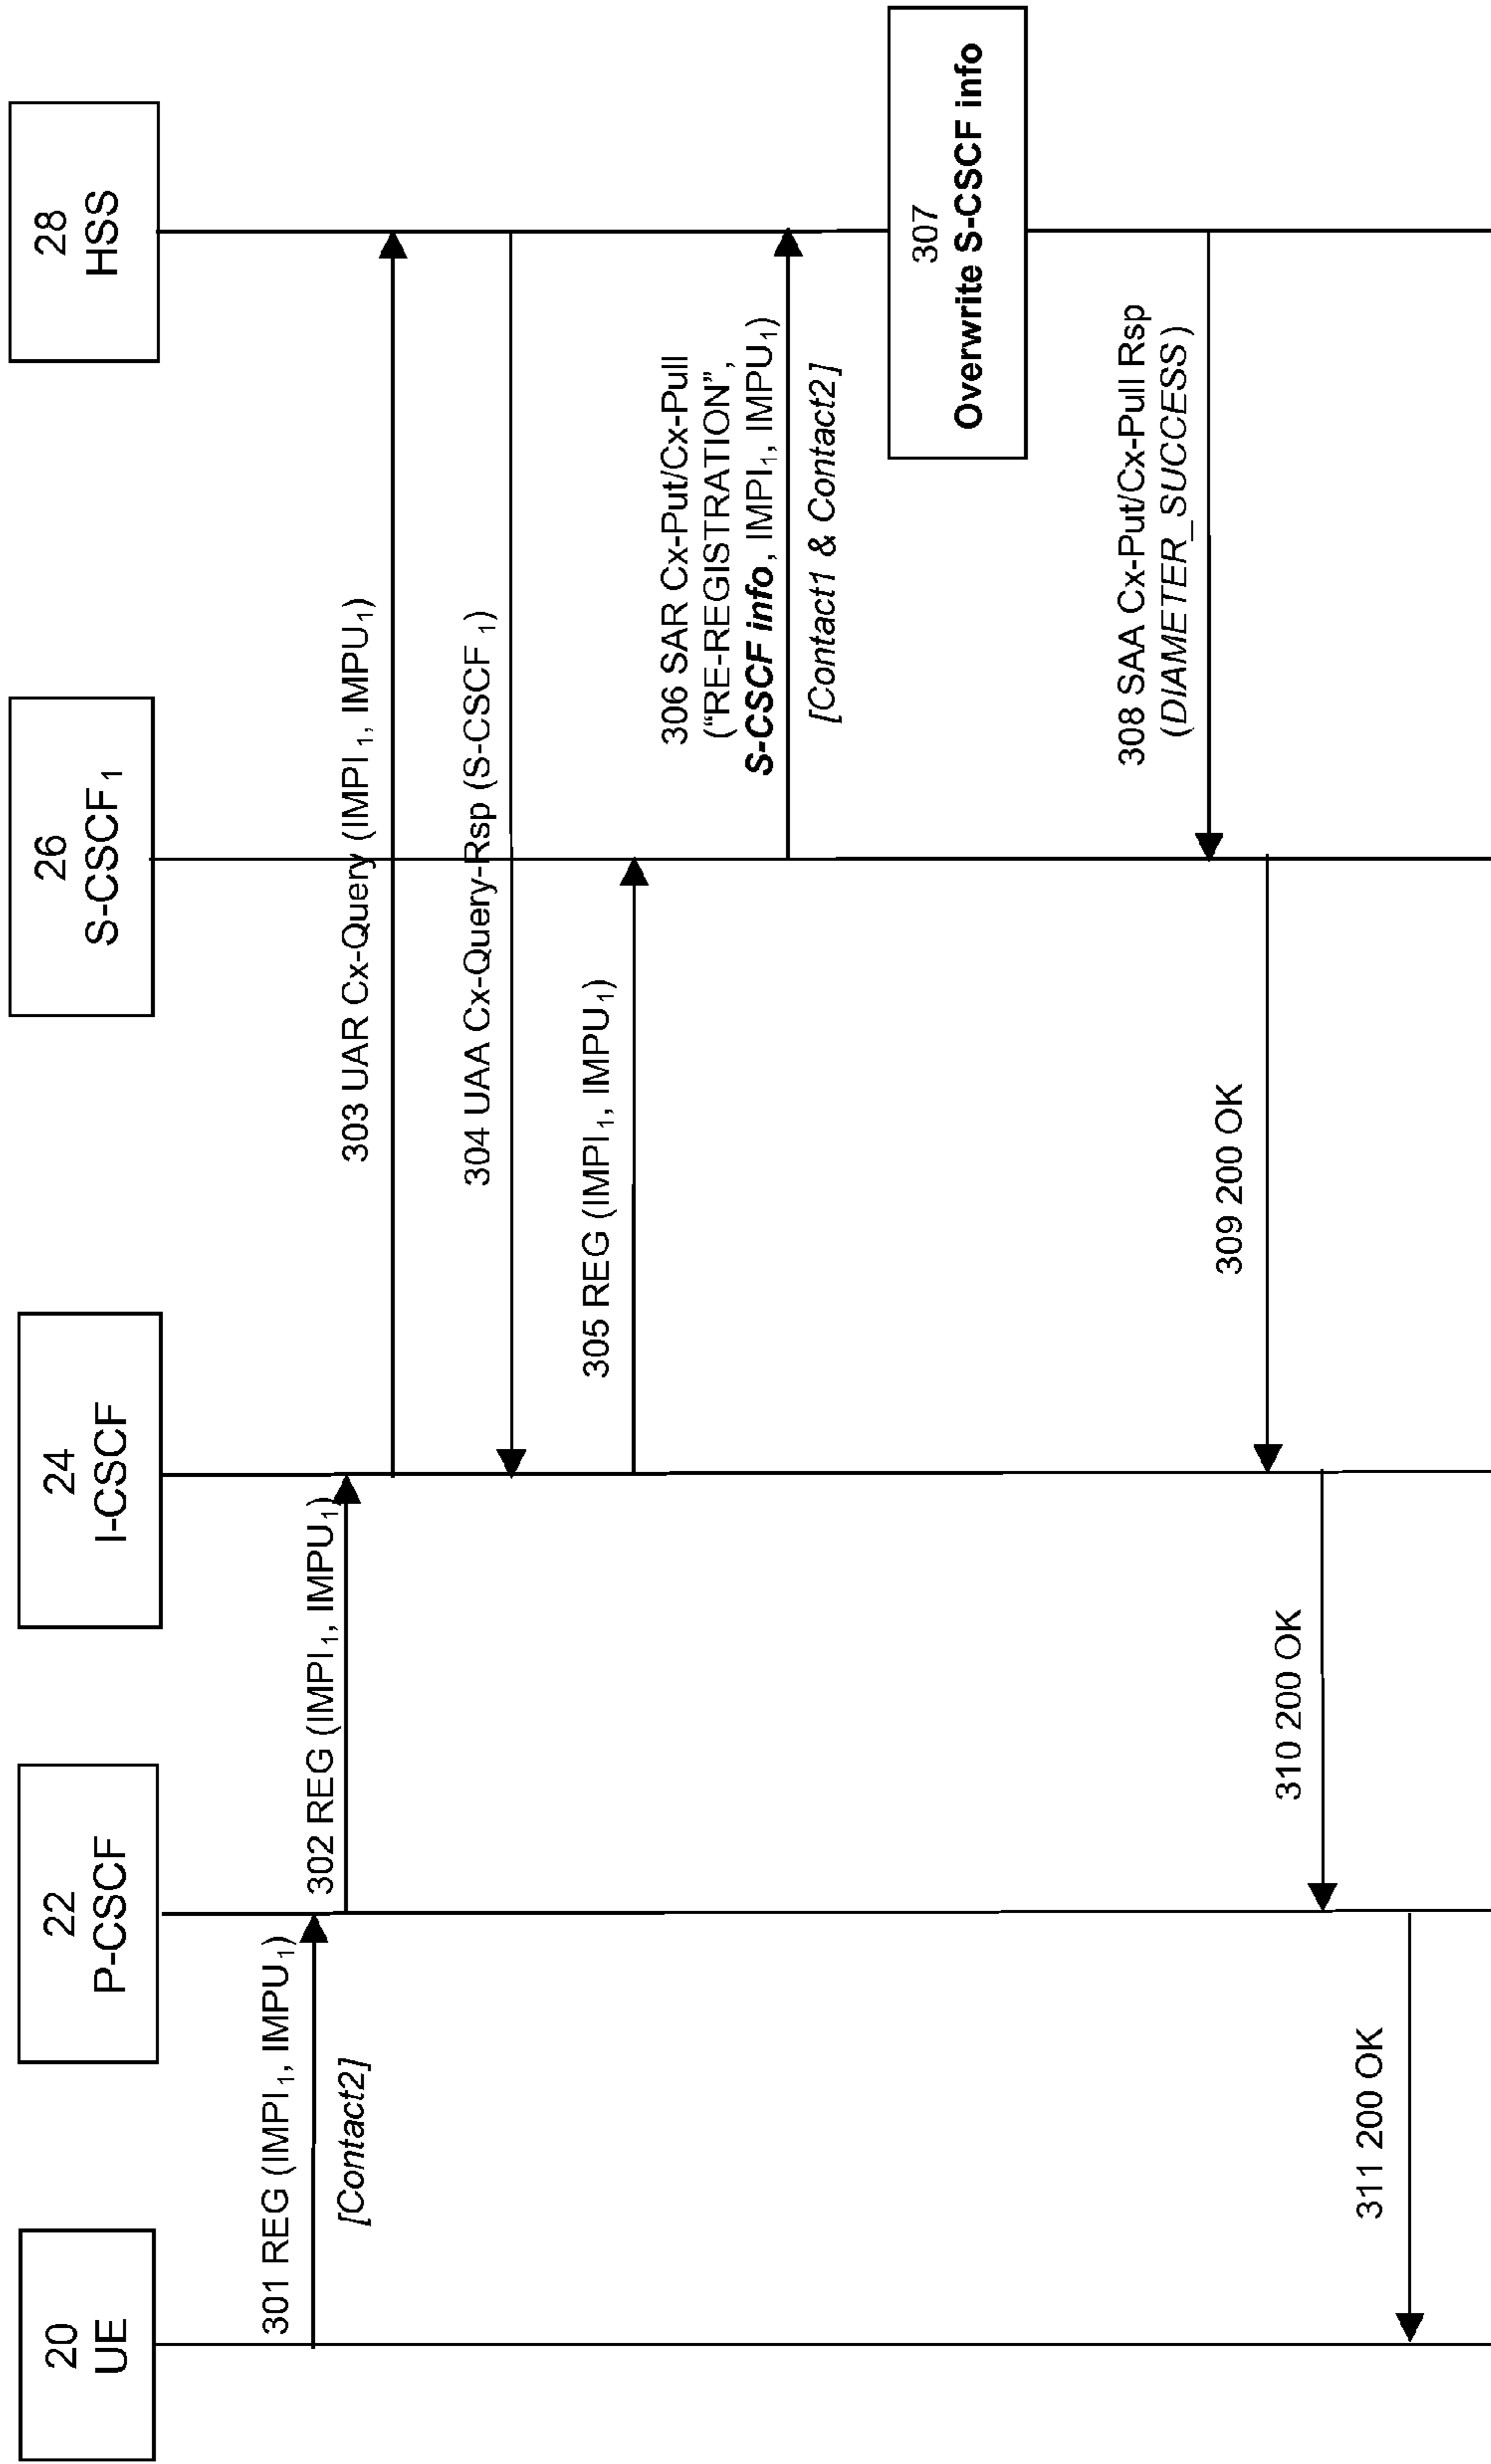 20
UE
22
P-CSCF
24
I-CSCF
26
S-CSCF₁
28
HSS
301 REG (IMPI₁, IMPU₁)
[Contact2]
302 REG (IMPI₁, IMPU₁)
303 UAR Cx-Query (IMPI₁, IMPU₁)
304 UAA Cx-Query-Rsp (S-CSCF₁)
305 REG (IMPI₁, IMPU₁)
306 SAR Cx-Put/Cx-Pull
(“RE-REGISTRATION”,
S-CSCF info, IMPI₁, IMPU₁)
[Contact1 & Contact2]
307
Overwrite S-CSCF info
308 SAA Cx-Put/Cx-Pull Rsp
(DIAMETER_SUCCESS)
309 200 OK
310 200 OK
311 200 OK